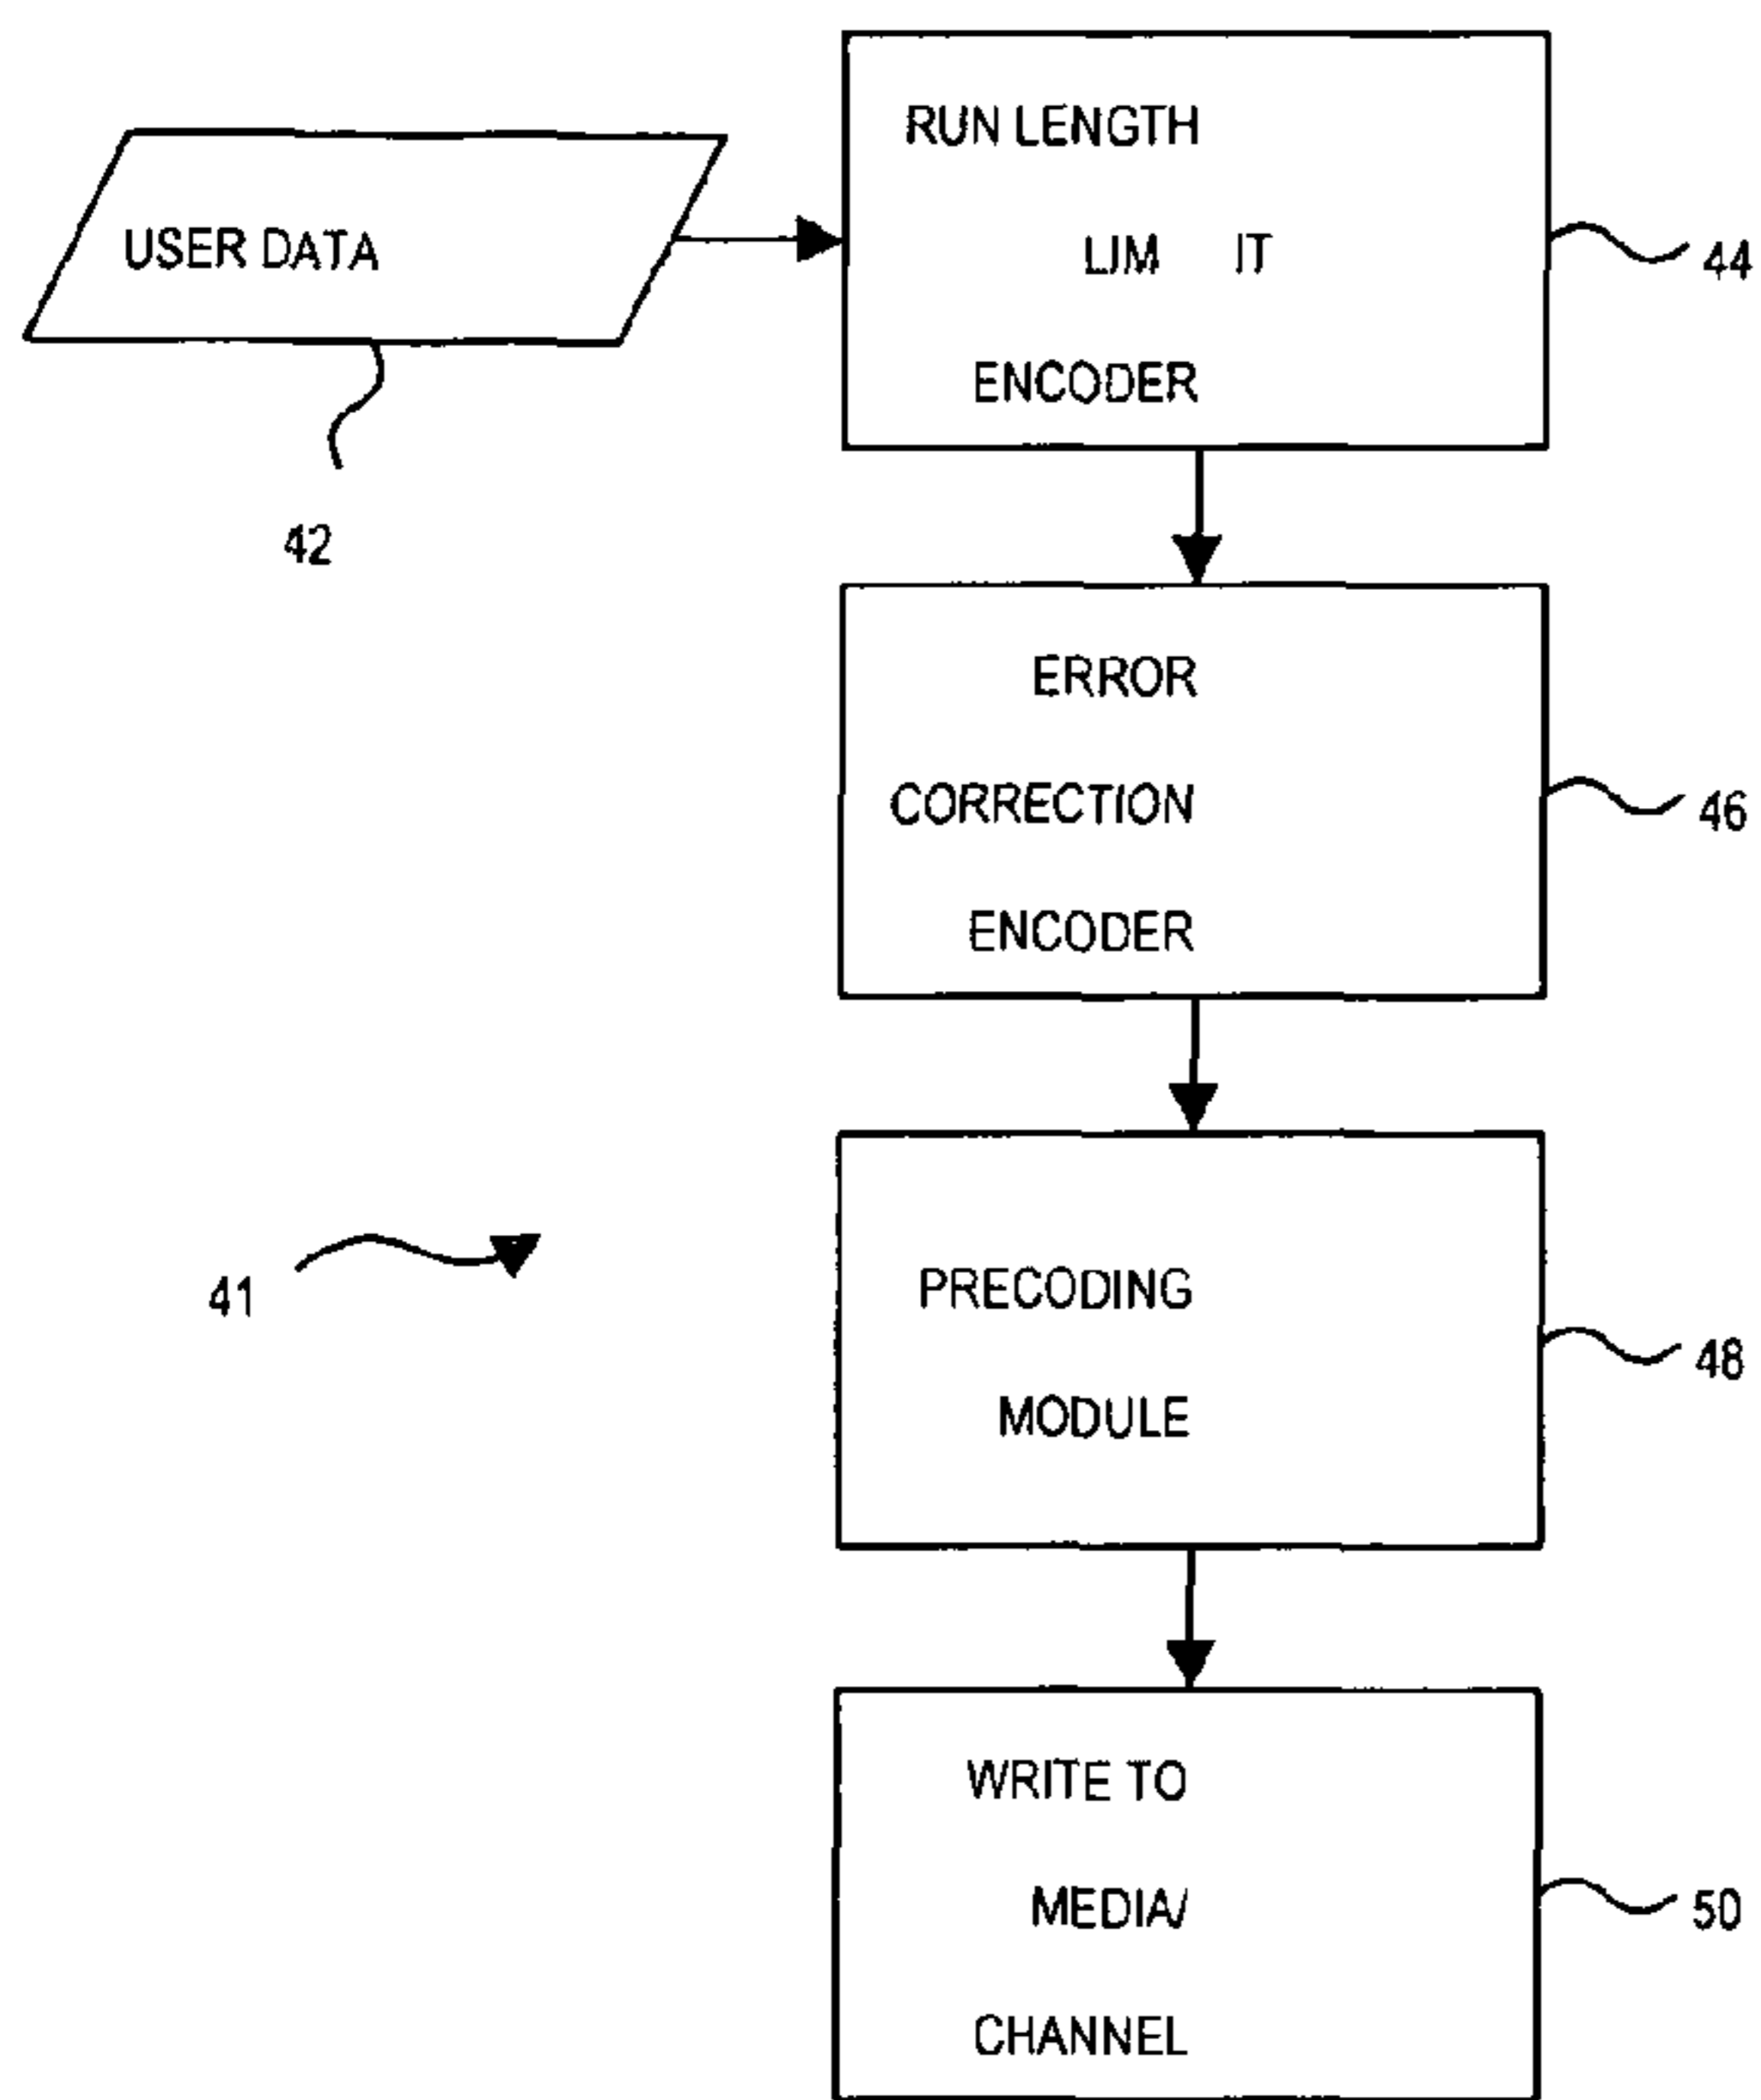 RUN LENGTH
LIM IT
ENCODER
44
USER DATA
42
ERROR
CORRECTION
ENCODER
46
41
PRECODING
MODULE
48
WRITE TO
MEDIA/
CHANNEL
50